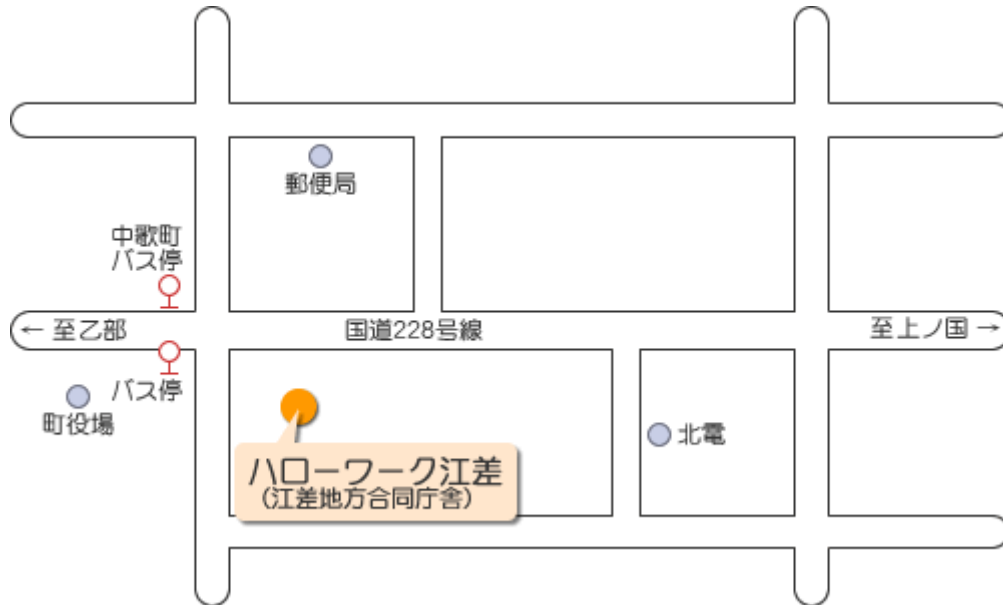 郵便局
中歌町
バス停
← 至乙部
国道228号線
至上ノ国 →
バス停
町役場
北電
ハローワーク江差
(江差地方合同庁舎)